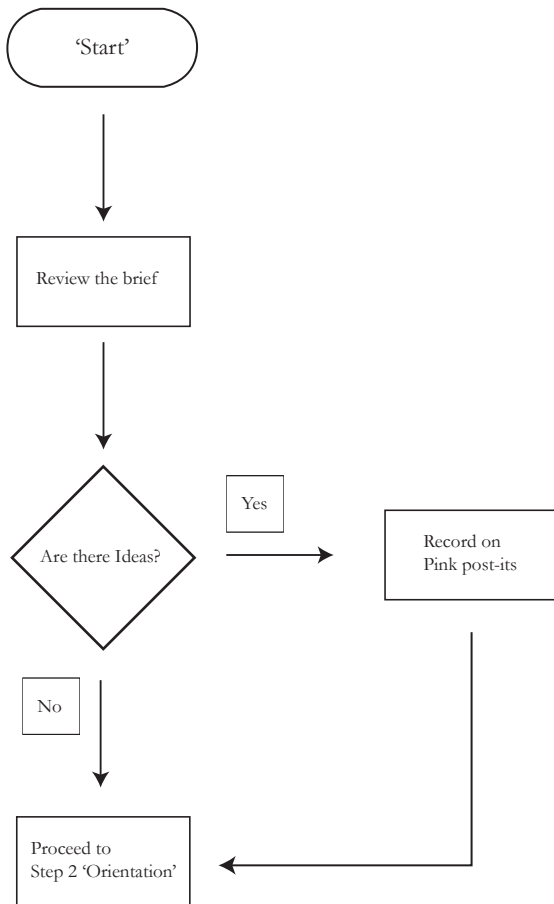 ‘Start’
Review the brief
Are there Ideas?
Yes
Record on
Pink post-its
No
Proceed to
Step 2 ‘Orientation’